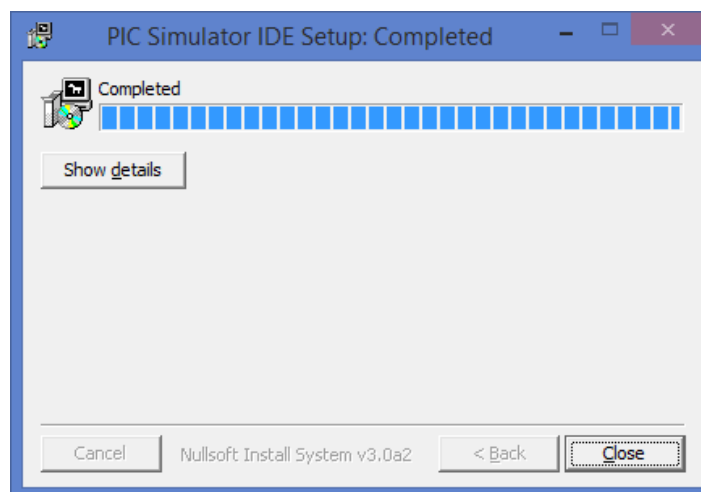 PIC Simulator IDE Setup: Completed
Completed
Show details
Cancel Nullsoft Install System v3.0a2 < Back Close